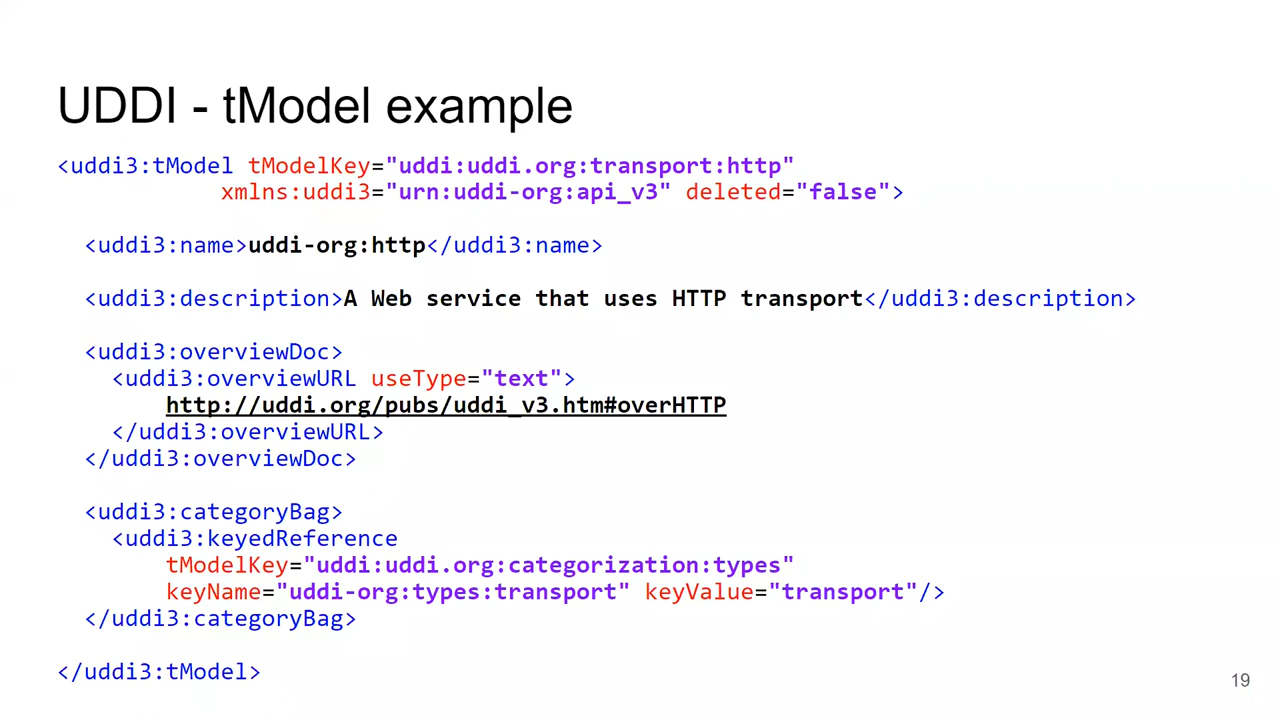 UDDI - tModel example
<uddi3:tModel tModelKey="uddi:uddi.org:transport:http"
xmlns:uddi3="urn:uddi-org:api_v3" deleted="false">
<uddi3:name>uddi-org:http</uddi3:name>
<uddi3:description>A Web service that uses HTTP transport</uddi3:description>
<uddi3:overviewDoc>
<uddi3:overviewURL useType="text">
http://uddi.org/pubs/uddi_v3.htm#overHTTP
</uddi3:overviewURL>
</uddi3:overviewDoc>
<uddi3:categoryBag>
<uddi3:keyedReference
tModelKey="uddi:uddi.org:categorization:types"
keyName="uddi-org:types:transport" keyValue="transport"/>
</uddi3:categoryBag>
</uddi3:tModel>
19